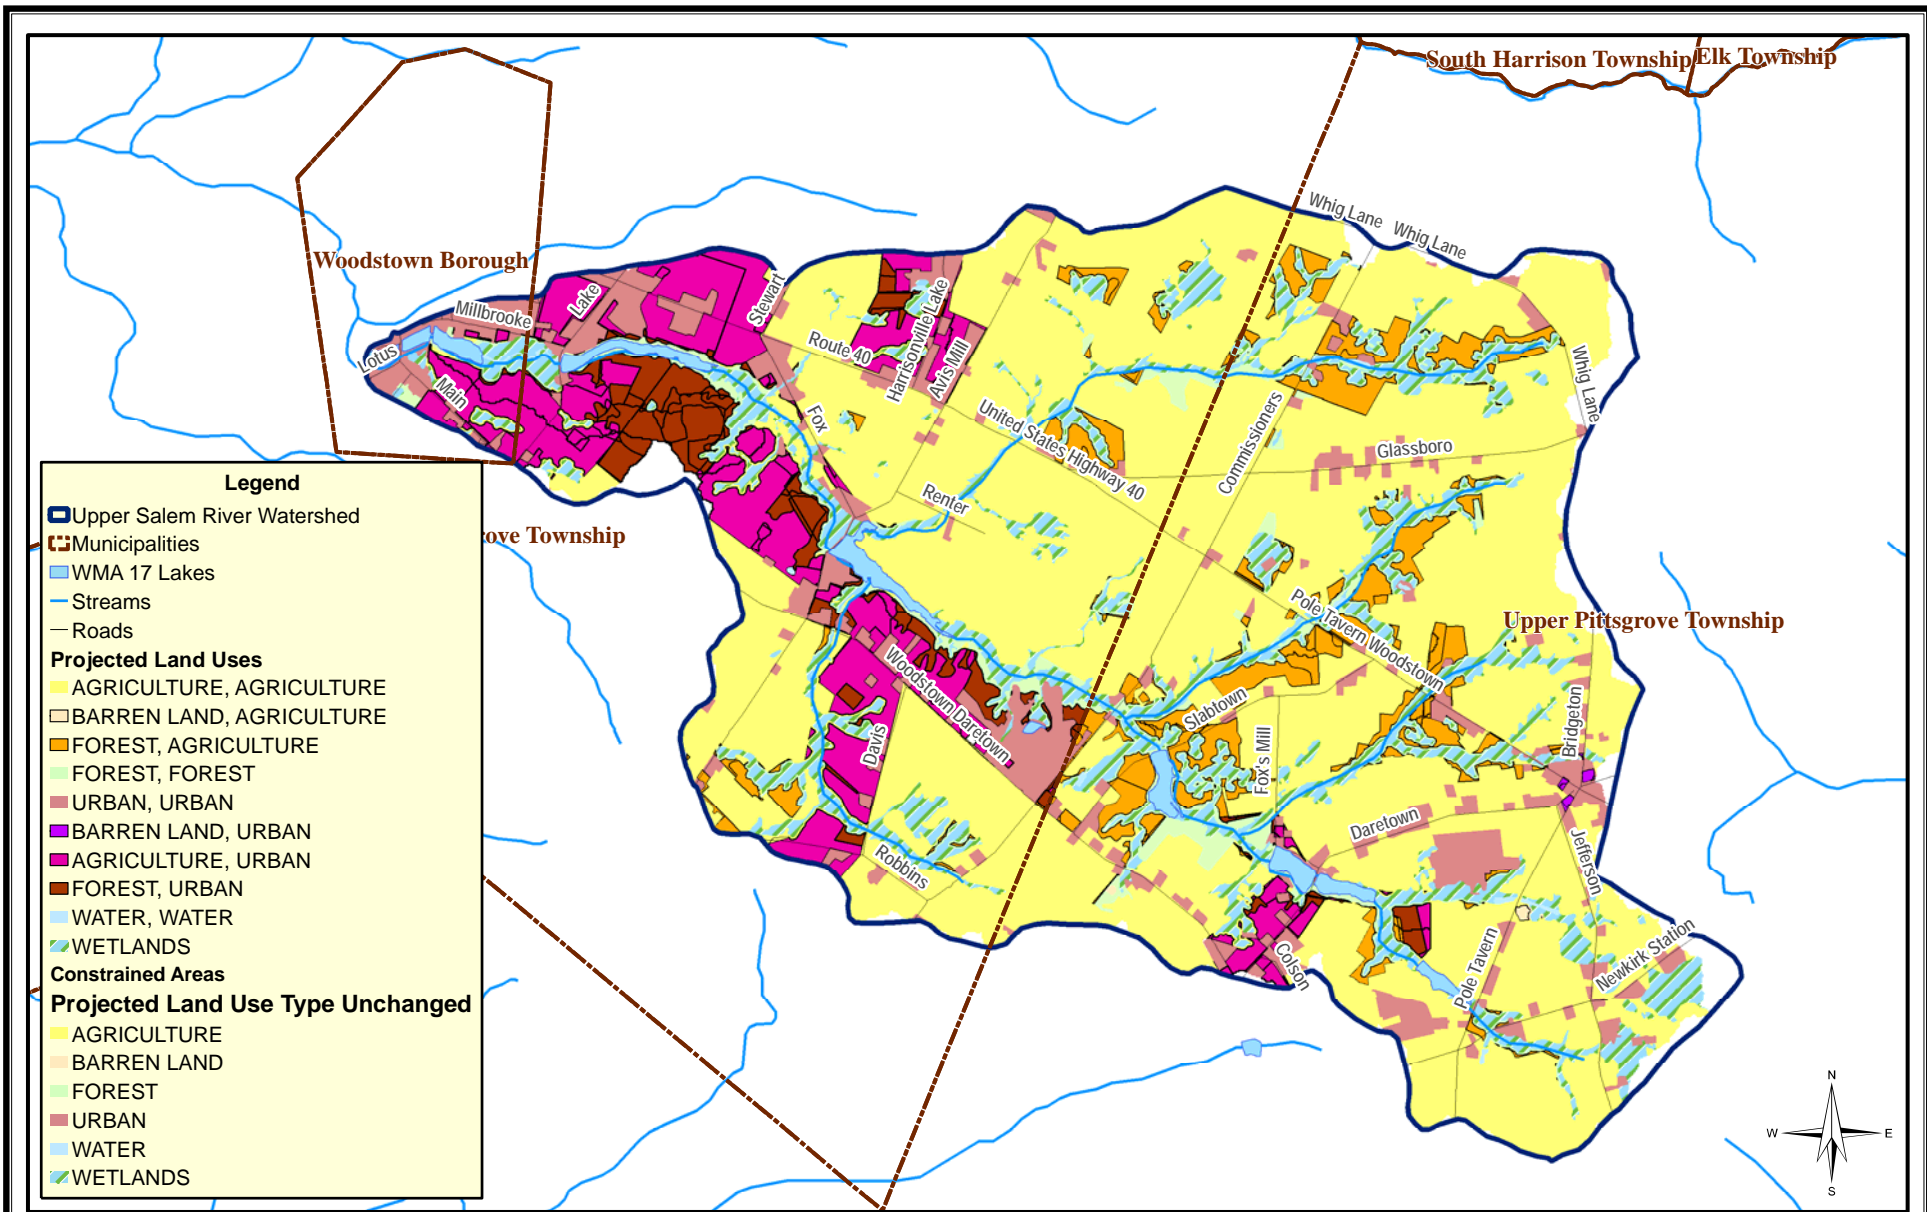 South Harrison Township
Elk Township
Whig Lane
Whig Lane
Woodstown Borough
Millbrooke
Lake
Stewart
Lotus
Main
Route 40
Harrisonville Lake
Avis Mill
Fox
Whig Lane
United States Highway 40
Commissioners
Glassboro
Renter
ove Township
Pole Tavern Woodstown
Upper Pittsgrove Township
Woodstown Daretown
Slabtown
Davis
Fox's Mill
Bridgeton
Daretown
Robbins
Jefferson
Colson
Pole Tavern
Newkirk Station
Legend
Upper Salem River Watershed
Municipalities
WMA 17 Lakes
Streams
Roads
Projected Land Uses
AGRICULTURE, AGRICULTURE
BARREN LAND, AGRICULTURE
FOREST, AGRICULTURE
FOREST, FOREST
URBAN, URBAN
BARREN LAND, URBAN
AGRICULTURE, URBAN
FOREST, URBAN
WATER, WATER
WETLANDS
Constrained Areas
Projected Land Use Type Unchanged
AGRICULTURE
BARREN LAND
FOREST
URBAN
WATER
WETLANDS
N
W E
S